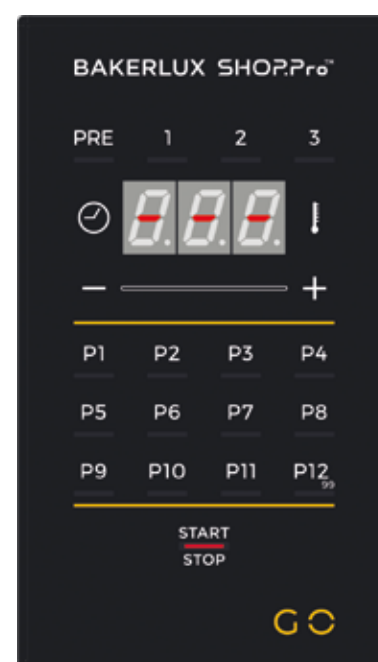 BAKERLUX SHOP.Pro™
PRE 1 2 3
- - -
− +
P1 P2 P3 P4
P5 P6 P7 P8
P9 P10 P11 P12
99
START
STOP
GO